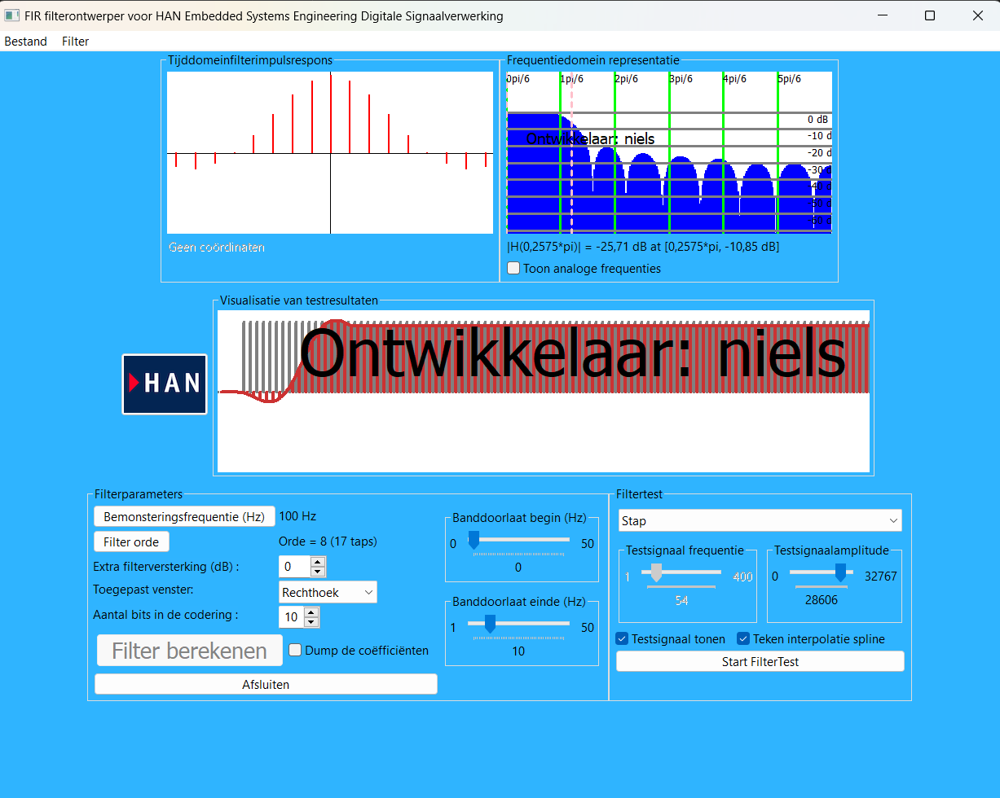 FIR filterontwerper voor HAN Embedded Systems Engineering Digitale Signaalverwerking
Bestand Filter
Tijddomeinfilterimpulsrespons
Geen coördinaten
Frequentiedomein representatie
0pi/6 1pi/6 2pi/6 3pi/6 4pi/6 5pi/6
0 dB
-10 d
Ontwikkelaar: niels
-20 d
-30 d
-40 d
-50 d
-60 d
|H(0,2575*pi)| = -25,71 dB at [0,2575*pi, -10,85 dB]
Toon analoge frequenties
Visualisatie van testresultaten
Ontwikkelaar: niels
HAN
Filterparameters
Bemonsteringsfrequentie (Hz) 100 Hz
Filter orde Orde = 8 (17 taps)
Extra filterversterking (dB) : 0
Toegepast venster: Rechthoek
Aantal bits in de codering : 10
Filter berekenen Dump de coëfficiënten
Afsluiten
Banddoorlaat begin (Hz)
0 50
0
Banddoorlaat einde (Hz)
1 50
10
Filtertest
Stap
Testsignaal frequentie
1 400
54
Testsignaalamplitude
0 32767
28606
Testsignaal tonen Teken interpolatie spline
Start FilterTest